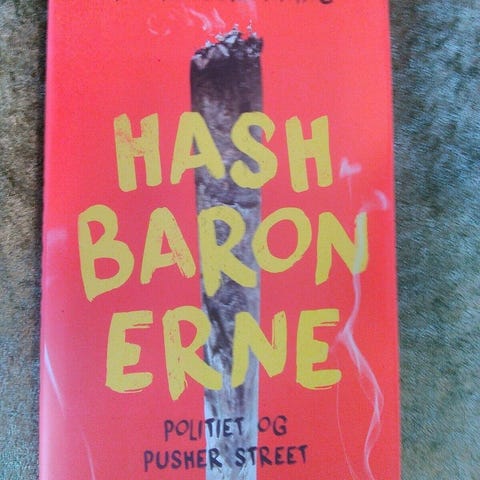 HASH
BARON
ERNE
POLITIET OG
PUSHER STREET